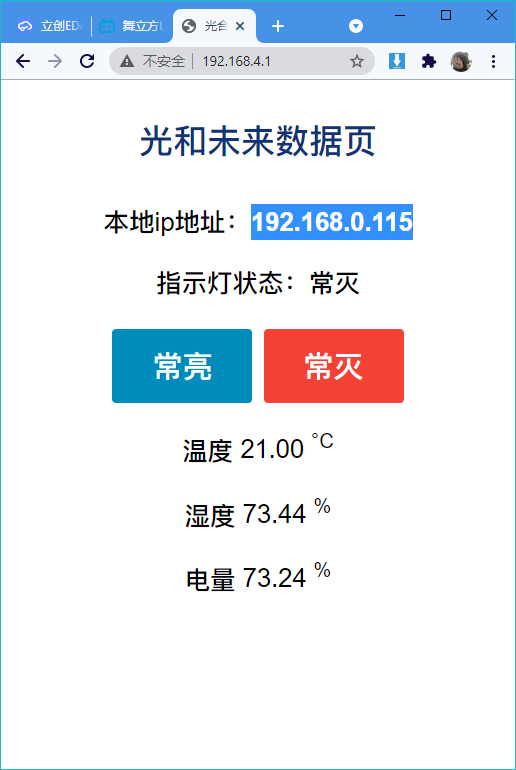 立创ED
舞立方L
光合
不安全
192.168.4.1
光和未来数据页
本地ip地址：192.168.0.115
指示灯状态：常灭
常亮
常灭
温度 21.00 °C
湿度 73.44 %
电量 73.24 %